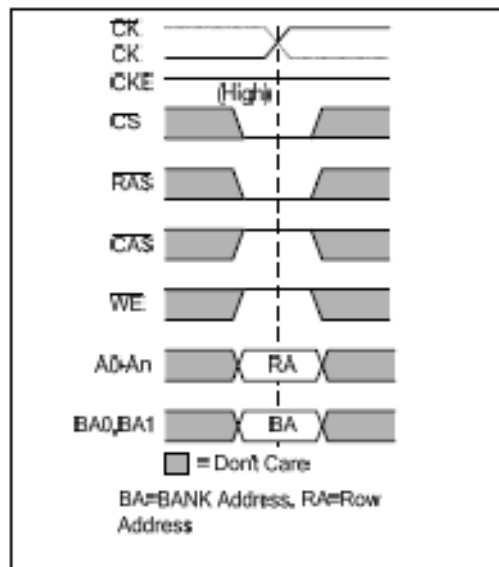 CK
CK
CKE
(High)
CS
RAS
CAS
WE
A0-An
RA
BA0,BA1
BA
= Don't Care
BA=BANK Address, RA=Row
Address